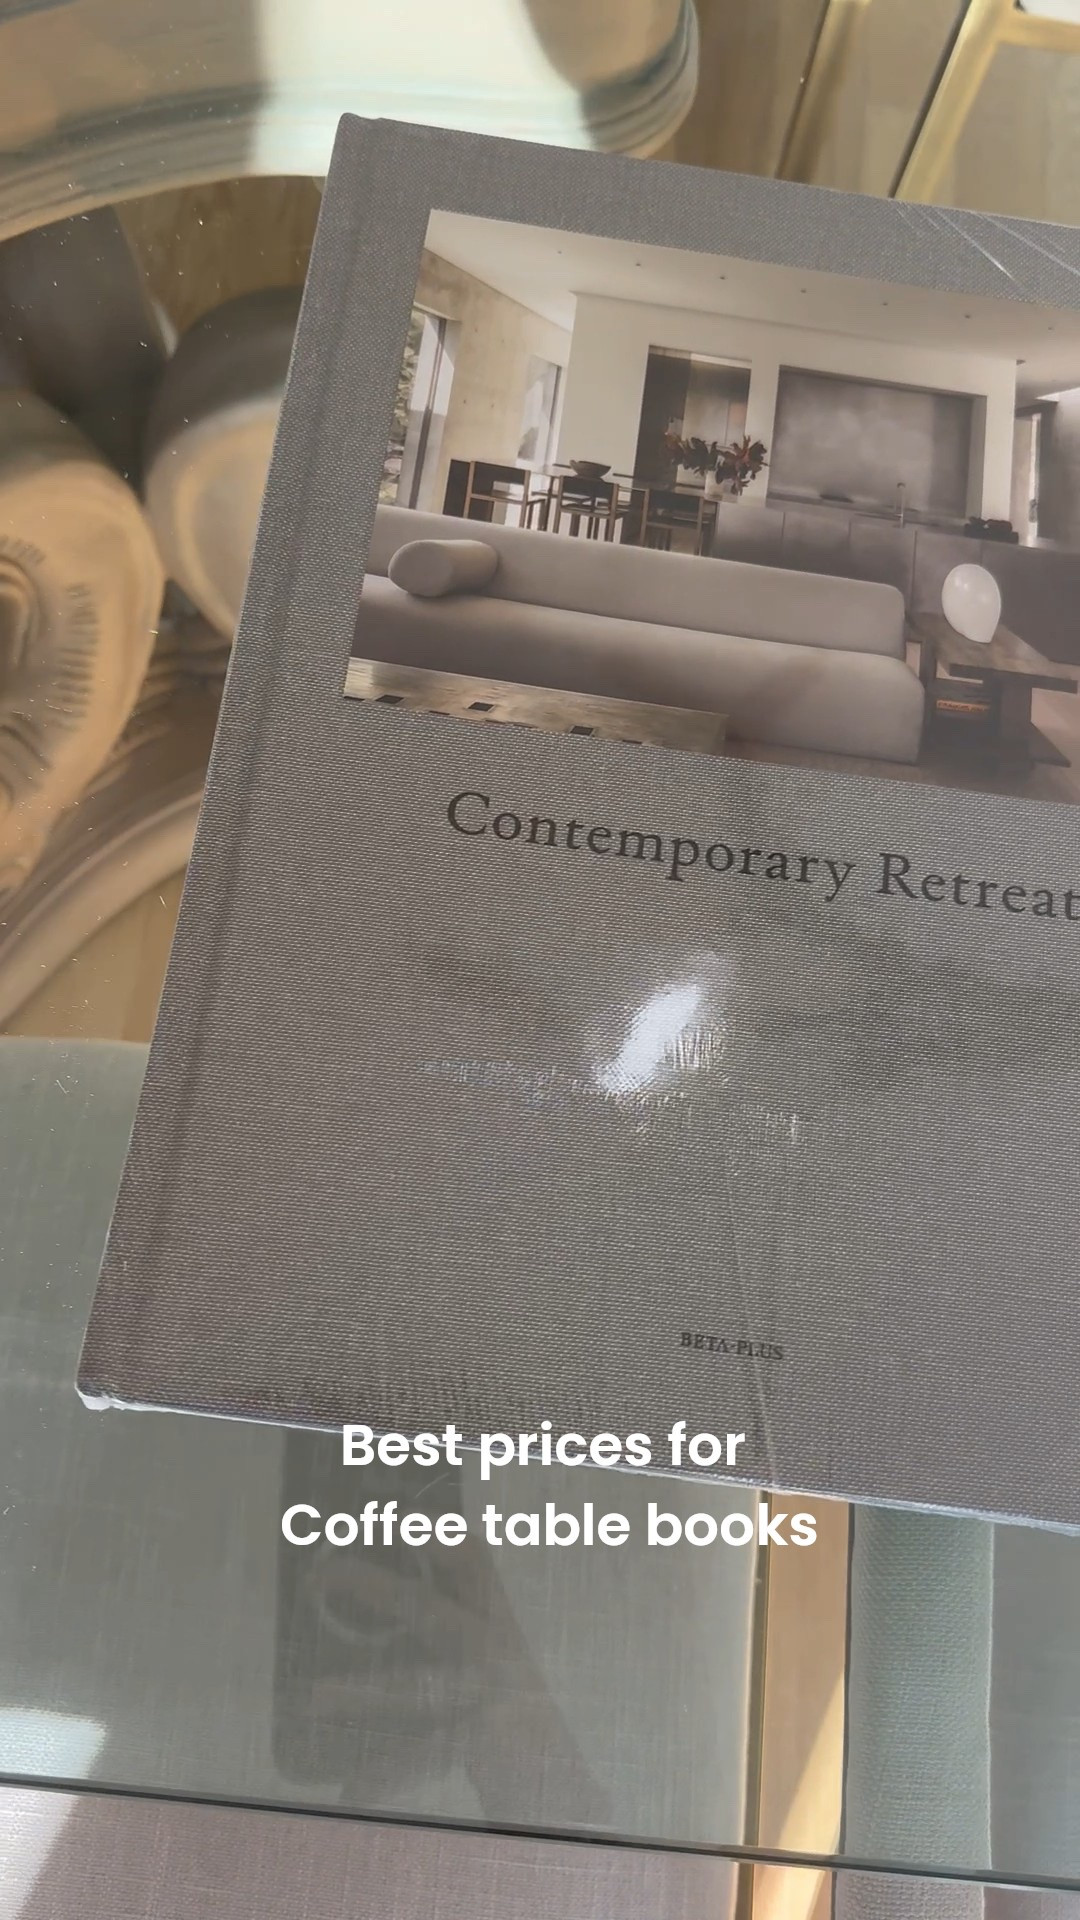 Contemporary Retreat
BETA-PLUS
Best prices for
Coffee table books